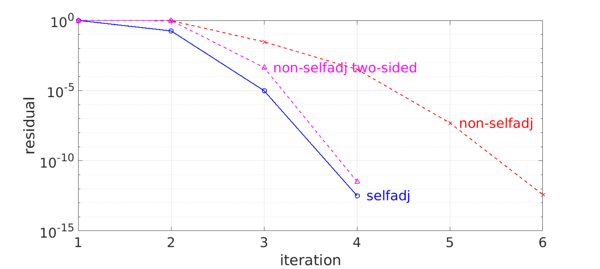 10^0
non-selfadj two-sided
10^-5
non-selfadj
residual
10^-10
selfadj
10^-15
1 2 3 4 5 6
iteration